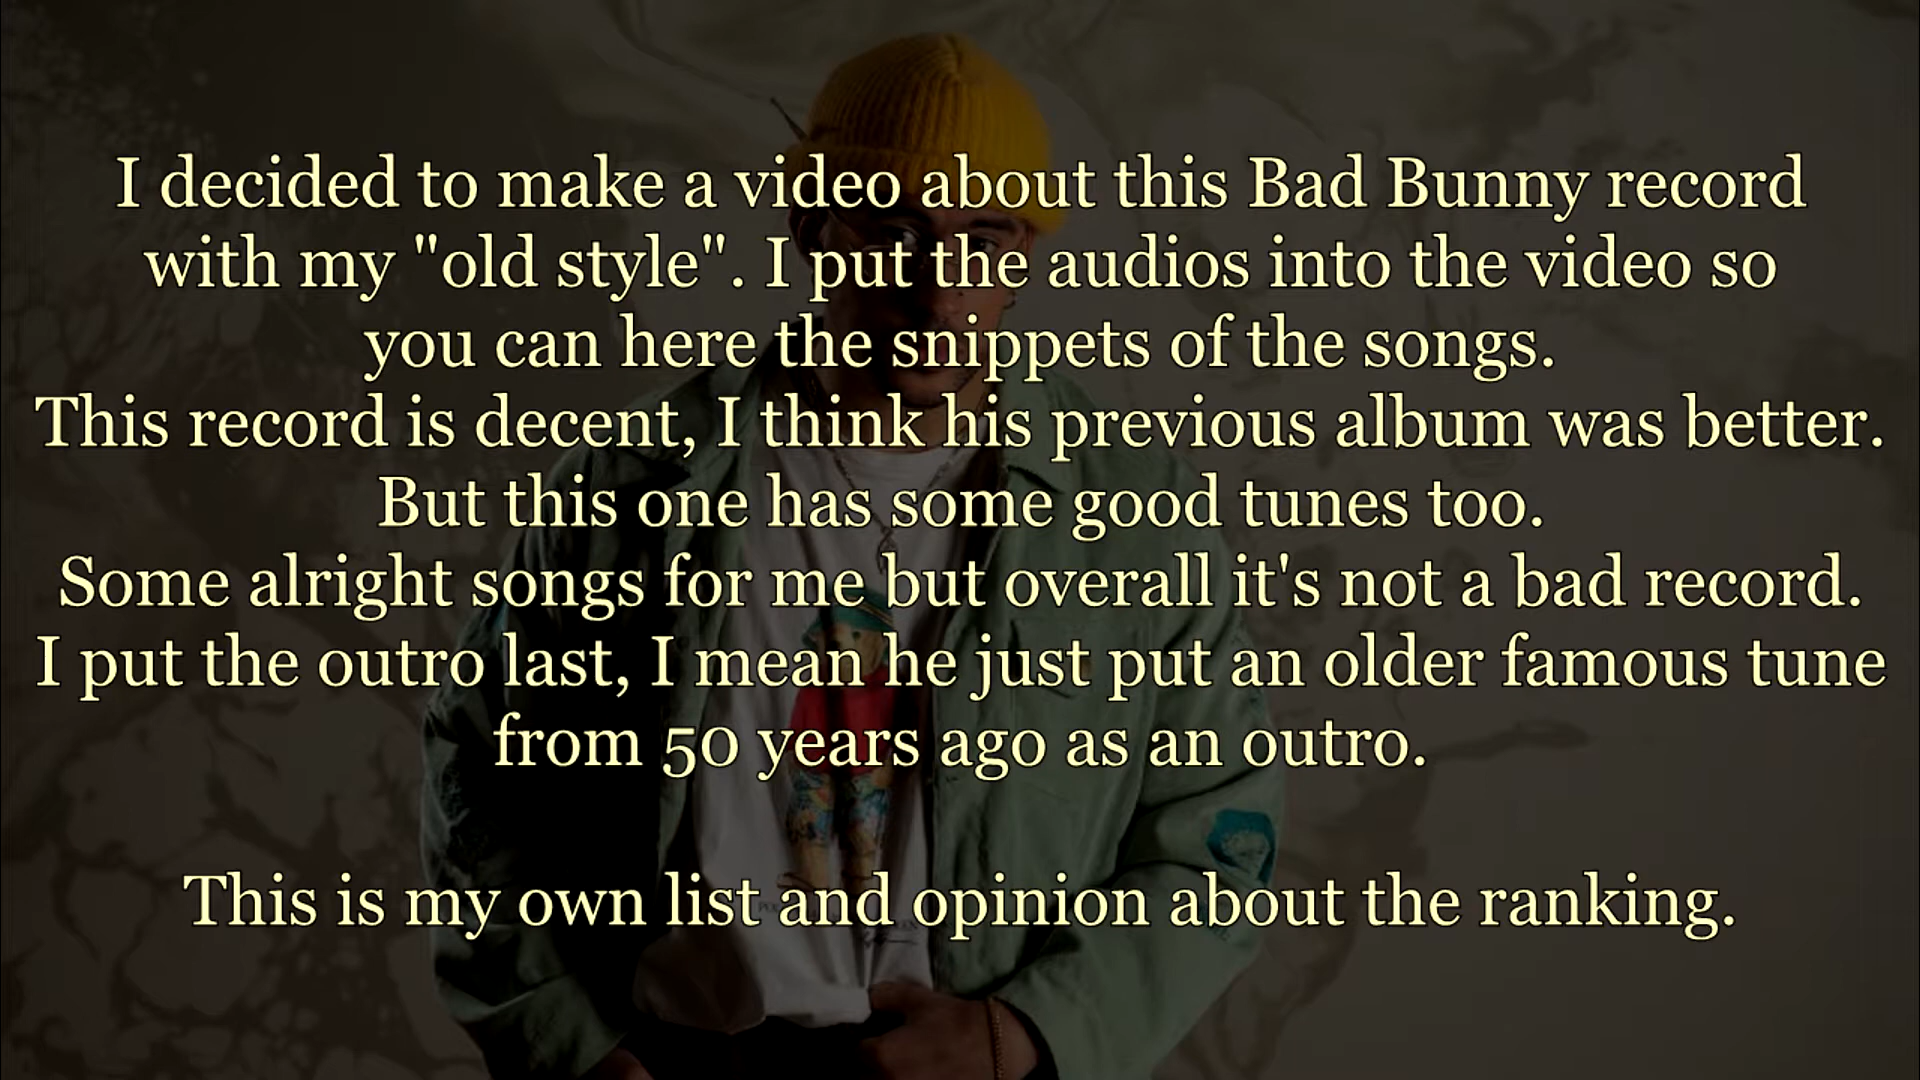 I decided to make a video about this Bad Bunny record
with my "old style". I put the audios into the video so
you can here the snippets of the songs.
This record is decent, I think his previous album was better.
But this one has some good tunes too.
Some alright songs for me but overall it's not a bad record.
I put the outro last, I mean he just put an older famous tune
from 50 years ago as an outro.
This is my own list and opinion about the ranking.